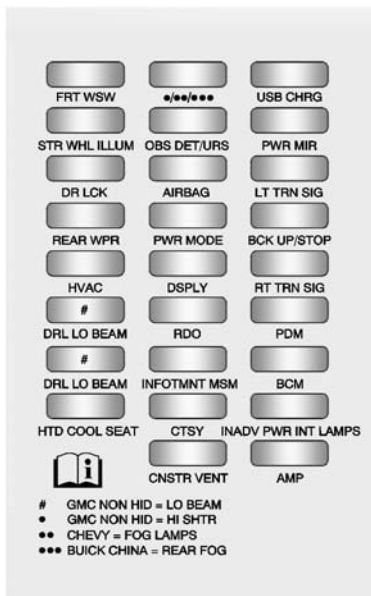 FRT WSW ●/●●/●●● USB CHRG
STR WHL ILLUM OBS DET/URS PWR MIR
DR LCK AIRBAG LT TRN SIG
REAR WPR PWR MODE BCK UP/STOP
HVAC DSPLY RT TRN SIG
#
DRL LO BEAM RDO PDM
#
DRL LO BEAM INFOTMNT MSM BCM
HTD COOL SEAT CTSY INADV PWR INT LAMPS
i
CNSTR VENT AMP
# GMC NON HID = LO BEAM
● GMC NON HID = HI SHTR
●● CHEVY = FOG LAMPS
●●● BUICK CHINA = REAR FOG